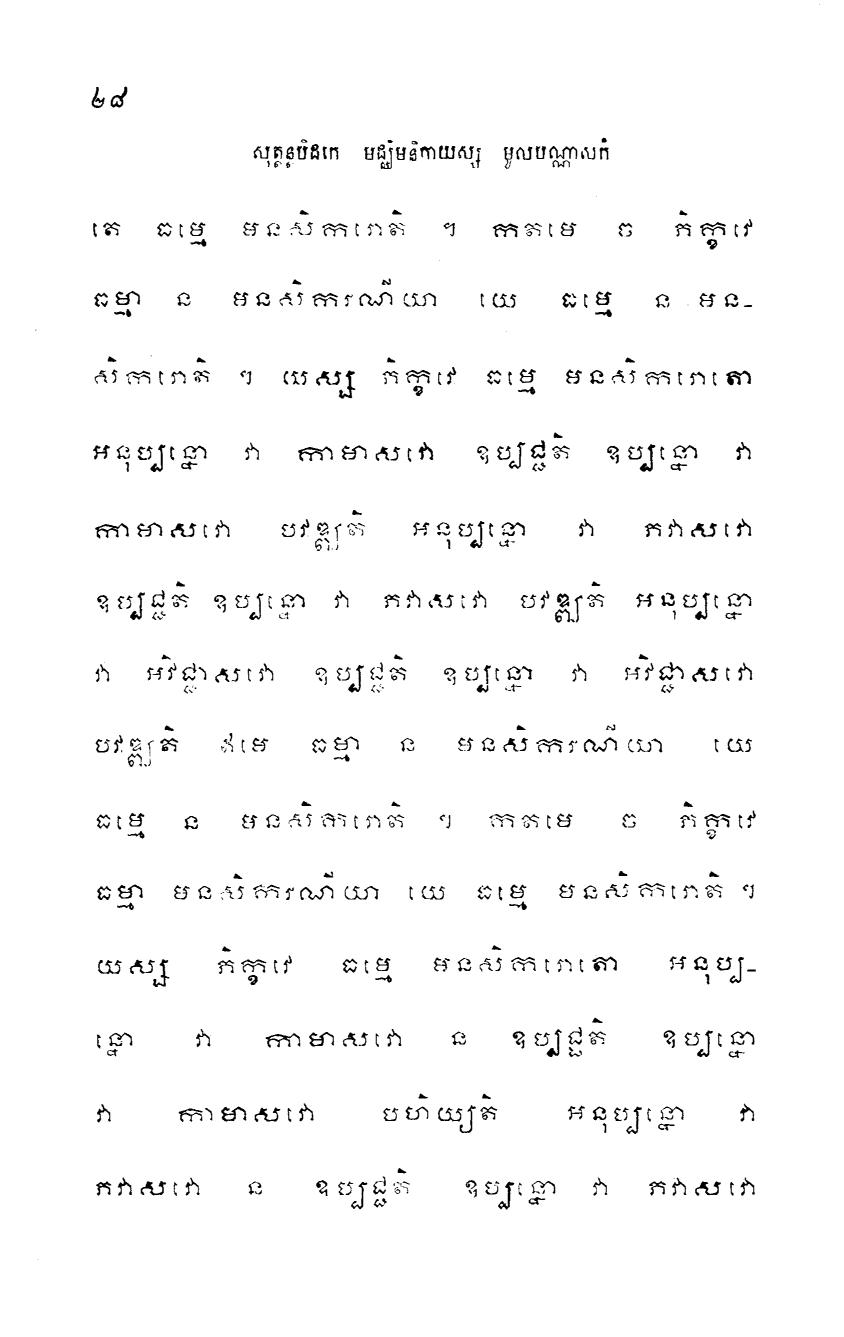 ២៨
សុត្តន្តបិដកេ មជ្ឈិមនិកាយស្ស មូលបណ្ណាសកំ
តេ ធម្មេ មនសិករោតិ ។ កតមេ ច ភិក្ខវេ
ធម្មា ន មនសិករណីយា យេ ធម្មេ ន មន-
សិករោតិ ។ យស្ស ភិក្ខវេ ធម្មេ មនសិករោតោ
អនុប្បន្នោ វា កាមាសវោ ឧប្បជ្ជតិ ឧប្បន្នោ វា
កាមាសវោ បវឌ្ឍតិ អនុប្បន្នោ វា ភវាសវោ
ឧប្បជ្ជតិ ឧប្បន្នោ វា ភវាសវោ បវឌ្ឍតិ អនុប្បន្នោ
វា អវិជ្ជាសវោ ឧប្បជ្ជតិ ឧប្បន្នោ វា អវិជ្ជាសវោ
បវឌ្ឍតិ ឥមេ ធម្មា ន មនសិករណីយា យេ
ធម្មេ ន មនសិករោតិ ។ កតមេ ច ភិក្ខវេ
ធម្មា មនសិករណីយា យេ ធម្មេ មនសិករោតិ ។
យស្ស ភិក្ខវេ ធម្មេ មនសិករោតោ អនុប្ប-
ន្នោ វា កាមាសវោ ន ឧប្បជ្ជតិ ឧប្បន្នោ
វា កាមាសវោ បហិយ្យតិ អនុប្បន្នោ វា
ភវាសវោ ន ឧប្បជ្ជតិ ឧប្បន្នោ វា ភវាសវោ